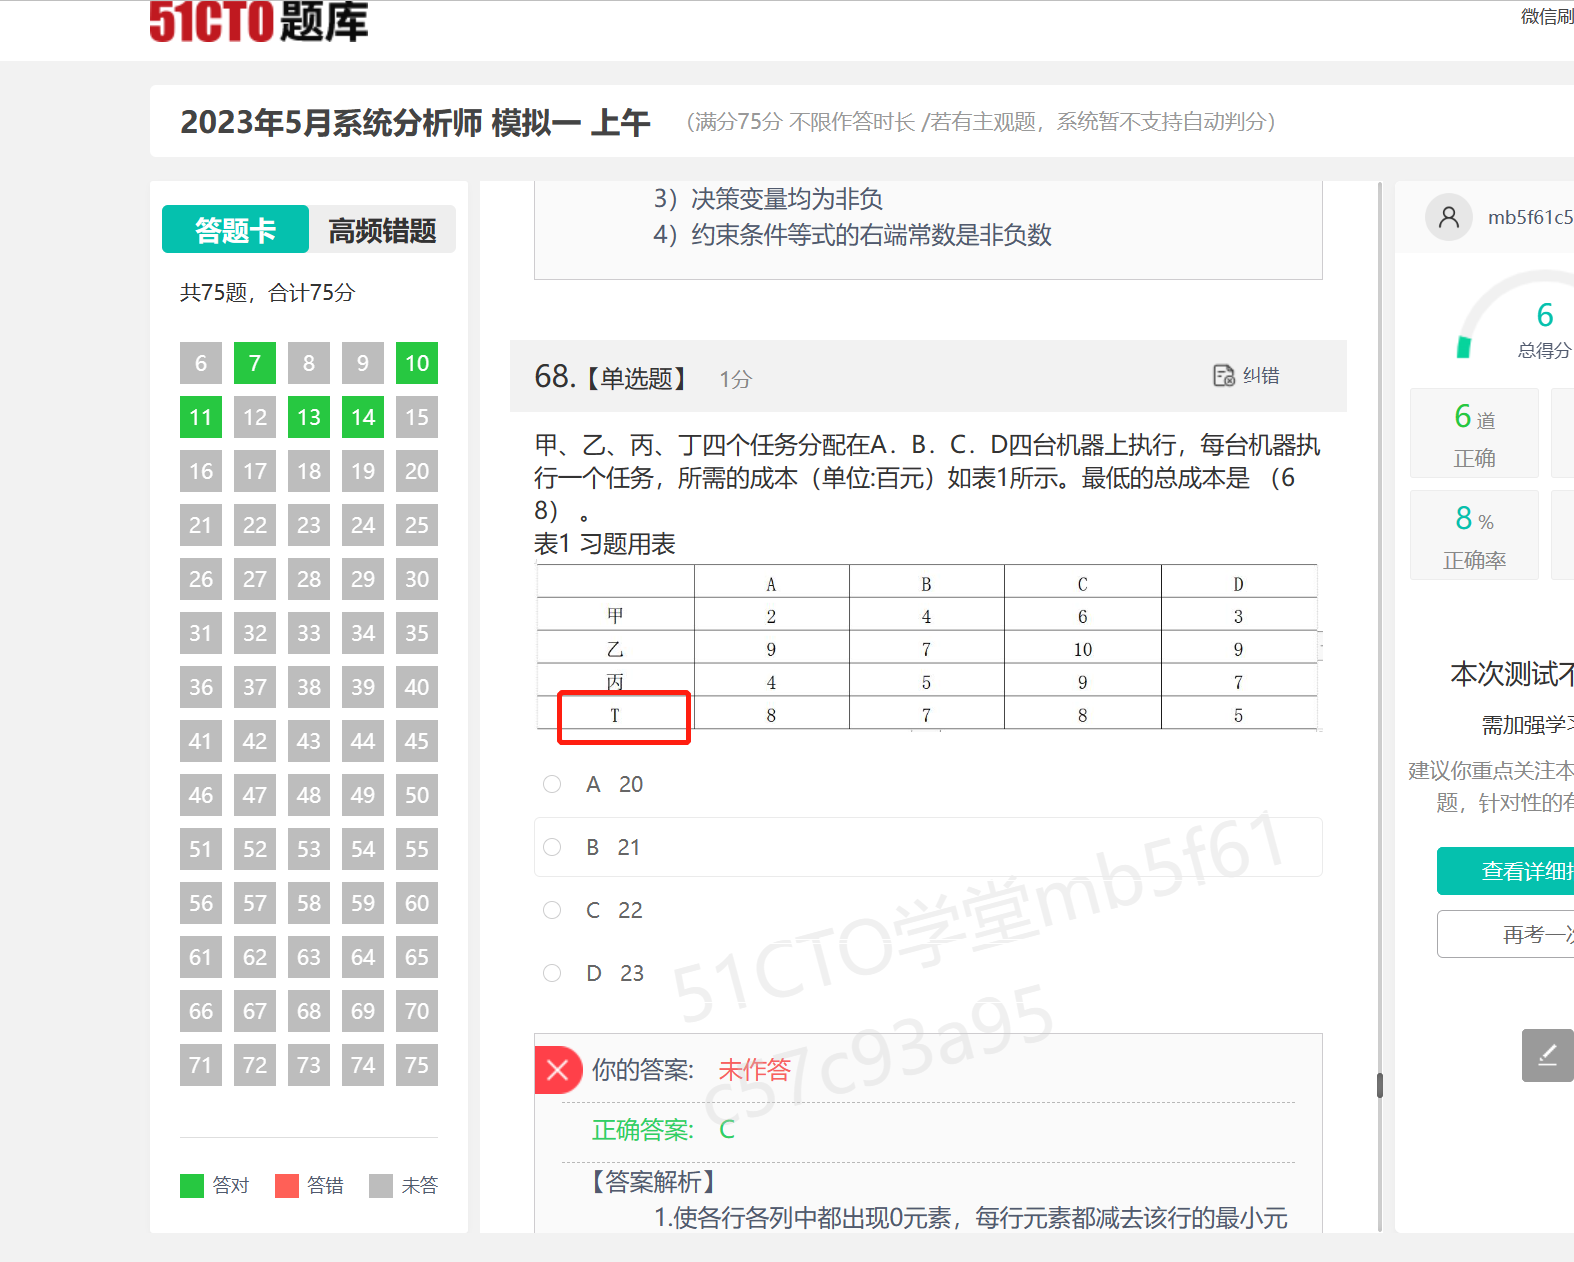 51CTO题库
微信刷
2023年5月系统分析师 模拟一 上午 （满分75分 不限作答时长 /若有主观题，系统暂不支持自动判分）
答题卡 高频错题
共75题，合计75分
6 7 8 9 10
11 12 13 14 15
16 17 18 19 20
21 22 23 24 25
26 27 28 29 30
31 32 33 34 35
36 37 38 39 40
41 42 43 44 45
46 47 48 49 50
51 52 53 54 55
56 57 58 59 60
61 62 63 64 65
66 67 68 69 70
71 72 73 74 75
答对 答错 未答
3）决策变量均为非负
4）约束条件等式的右端常数是非负数
68.【单选题】 1分 纠错
甲、乙、丙、丁四个任务分配在A．B．C．D四台机器上执行，每台机器执
行一个任务，所需的成本（单位:百元）如表1所示。最低的总成本是 （6
8） 。
表1 习题用表
A B C D
甲 2 4 6 3
乙 9 7 10 9
丙 4 5 9 7
T 8 7 8 5
A 20
B 21
C 22
D 23
51CTO学堂mb5f61
c57c93a95
你的答案: 未作答
正确答案: C
【答案解析】
1.使各行各列中都出现0元素，每行元素都减去该行的最小元
mb5f61c5
6
总得分
6 道
正确
8 %
正确率
本次测试不
需加强学习
建议你重点关注本
题，针对性的有
查看详细报
再考一次